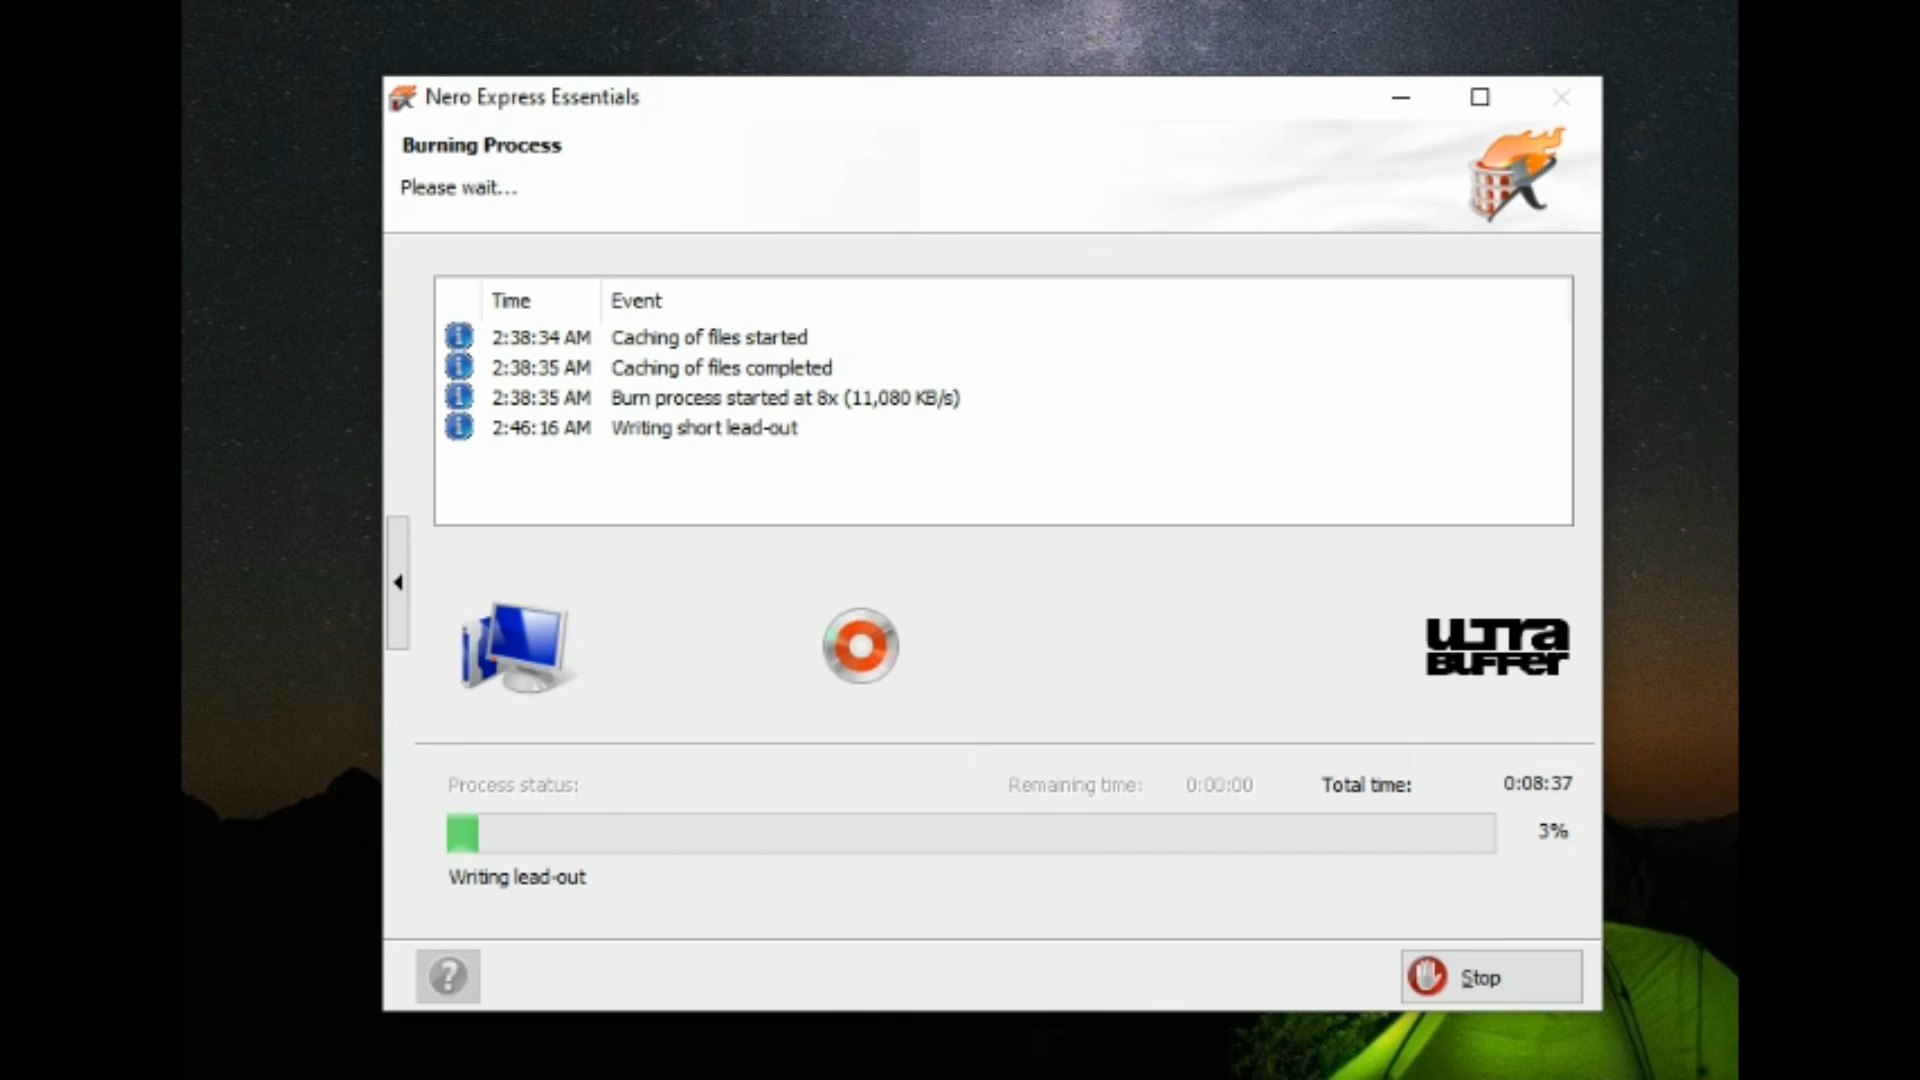 Nero Express Essentials
Burning Process
Please wait...
Time Event
2:38:34 AM Caching of files started
2:38:35 AM Caching of files completed
2:38:35 AM Burn process started at 8x (11,080 KB/s)
2:46:16 AM Writing short lead-out
ULTRA
BUFFER
Process status: Remaining time: 0:00:00 Total time: 0:08:37
3%
Writing lead-out
Stop